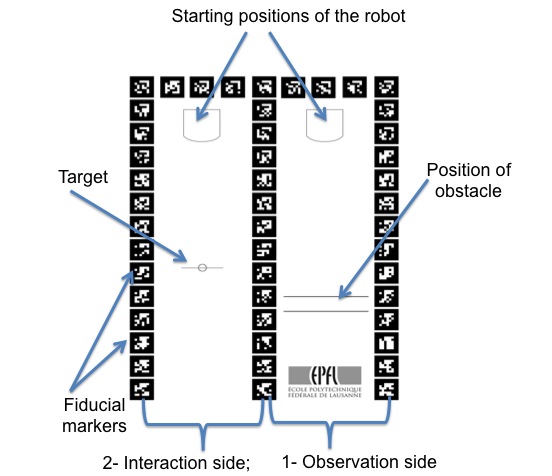 Starting positions of the robot
Target
Position of
obstacle
EPFL
ÉCOLE POLYTECHNIQUE
FÉDÉRALE DE LAUSANNE
Fiducial
markers
2- Interaction side;
1- Observation side